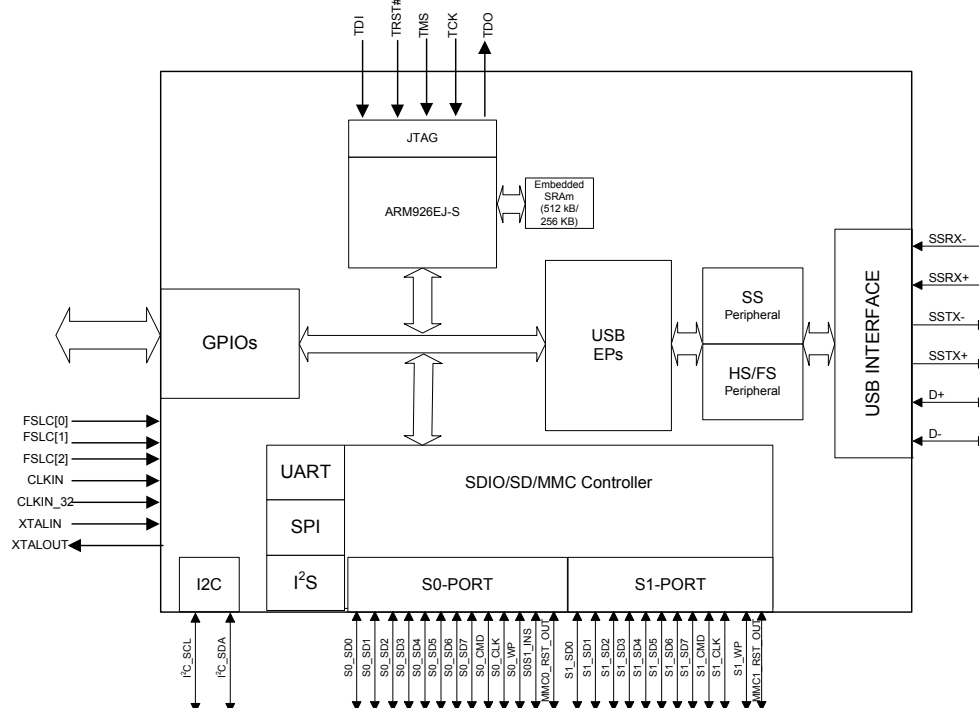 TDI
TRST#
TMS
TCK
TDO
JTAG
ARM926EJ-S
Embedded
SRAm
(512 kB/
256 KB)
GPIOs
USB
EPs
SS
Peripheral
HS/FS
Peripheral
USB INTERFACE
SSRX-
SSRX+
SSTX-
SSTX+
D+
D-
FSLC[0]
FSLC[1]
FSLC[2]
CLKIN
CLKIN_32
XTALIN
XTALOUT
UART
SPI
I²S
SDIO/SD/MMC Controller
I2C
S0-PORT
S1-PORT
I²C_SCL
I²C_SDA
S0_SD0
S0_SD1
S0_SD2
S0_SD3
S0_SD4
S0_SD5
S0_SD6
S0_SD7
S0_CMD
S0_CLK
S0_WP
S0S1_INS
MMC0_RST_OUT
S1_SD0
S1_SD1
S1_SD2
S1_SD3
S1_SD4
S1_SD5
S1_SD6
S1_SD7
S1_CMD
S1_CLK
S1_WP
MMC1_RST_OUT